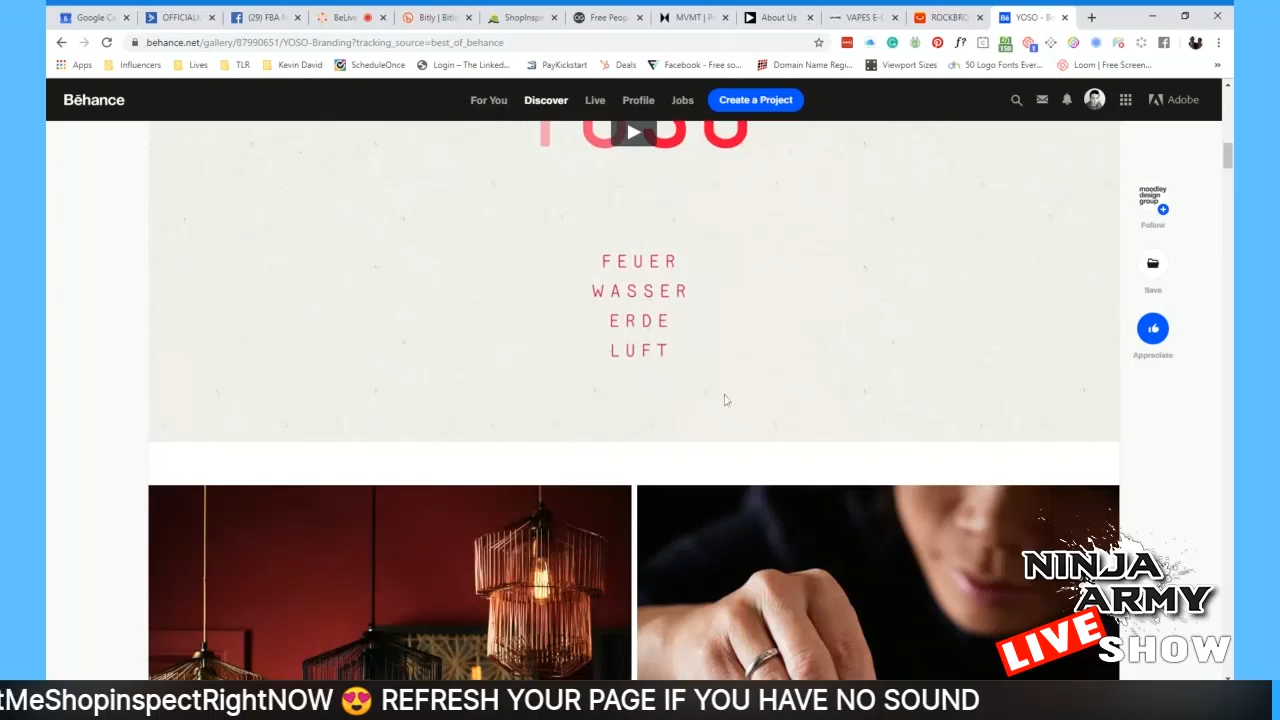 Google Ca
OFFICIAL
(29) FBA N
BeLive
Bitly | Bitli
ShopInspe
Free Peop
MVMT | P
About Us
VAPES E-C
ROCKBRO
YOSO - B
behance.net/gallery/87990651/YOSO-Branding?tracking_source=best_of_behance
Apps
Influencers
Lives
TLR
Kevin David
ScheduleOnce
Login – The Linked...
PayKickstart
Deals
Facebook - Free so...
Domain Name Regi...
Viewport Sizes
50 Logo Fonts Ever...
Loom | Free Screen...
Bēhance
For You
Discover
Live
Profile
Jobs
Create a Project
Adobe
YOSO
moodley
design
group
Follow
FEUER
WASSER
ERDE
LUFT
Save
Appreciate
NINJA
ARMY
LIVE
SHOW
tMeShopinspectRightNOW 😍 REFRESH YOUR PAGE IF YOU HAVE NO SOUND